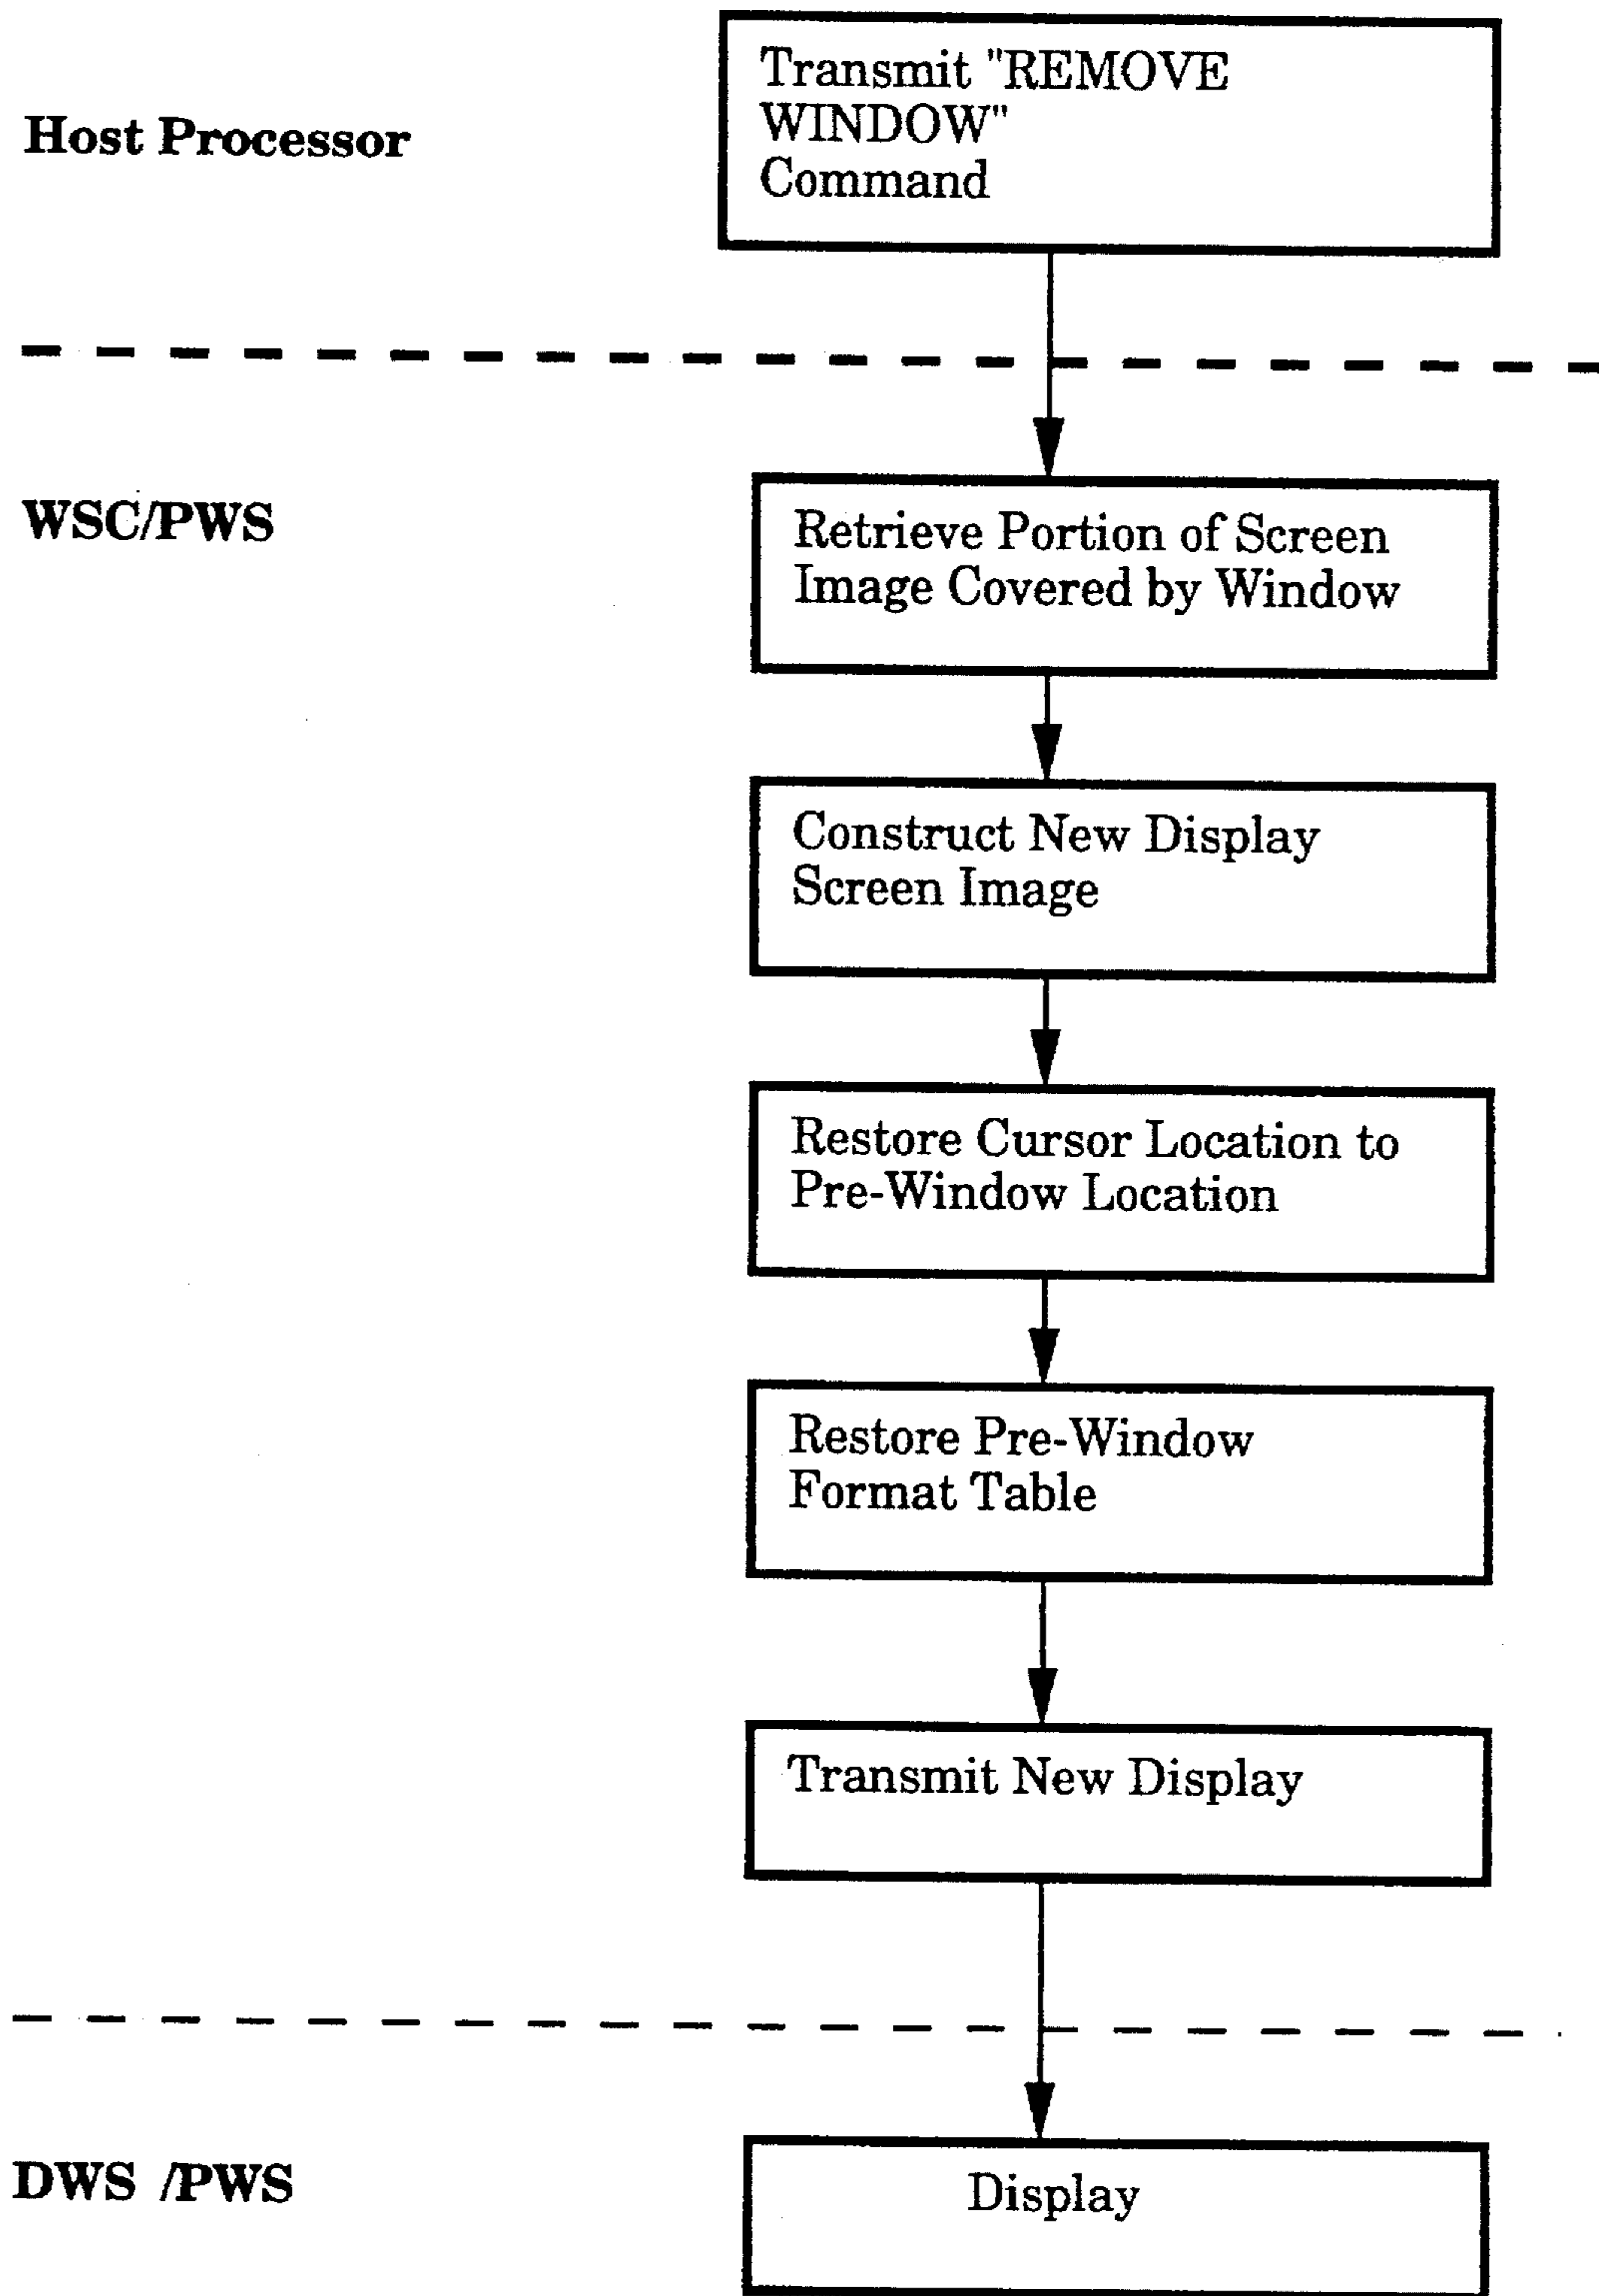 Transmit "REMOVE
WINDOW"
Command
Host Processor
WSC/PWS
Retrieve Portion of Screen
Image Covered by Window
Construct New Display
Screen Image
Restore Cursor Location to
Pre-Window Location
Restore Pre-Window
Format Table
Transmit New Display
DWS /PWS
Display